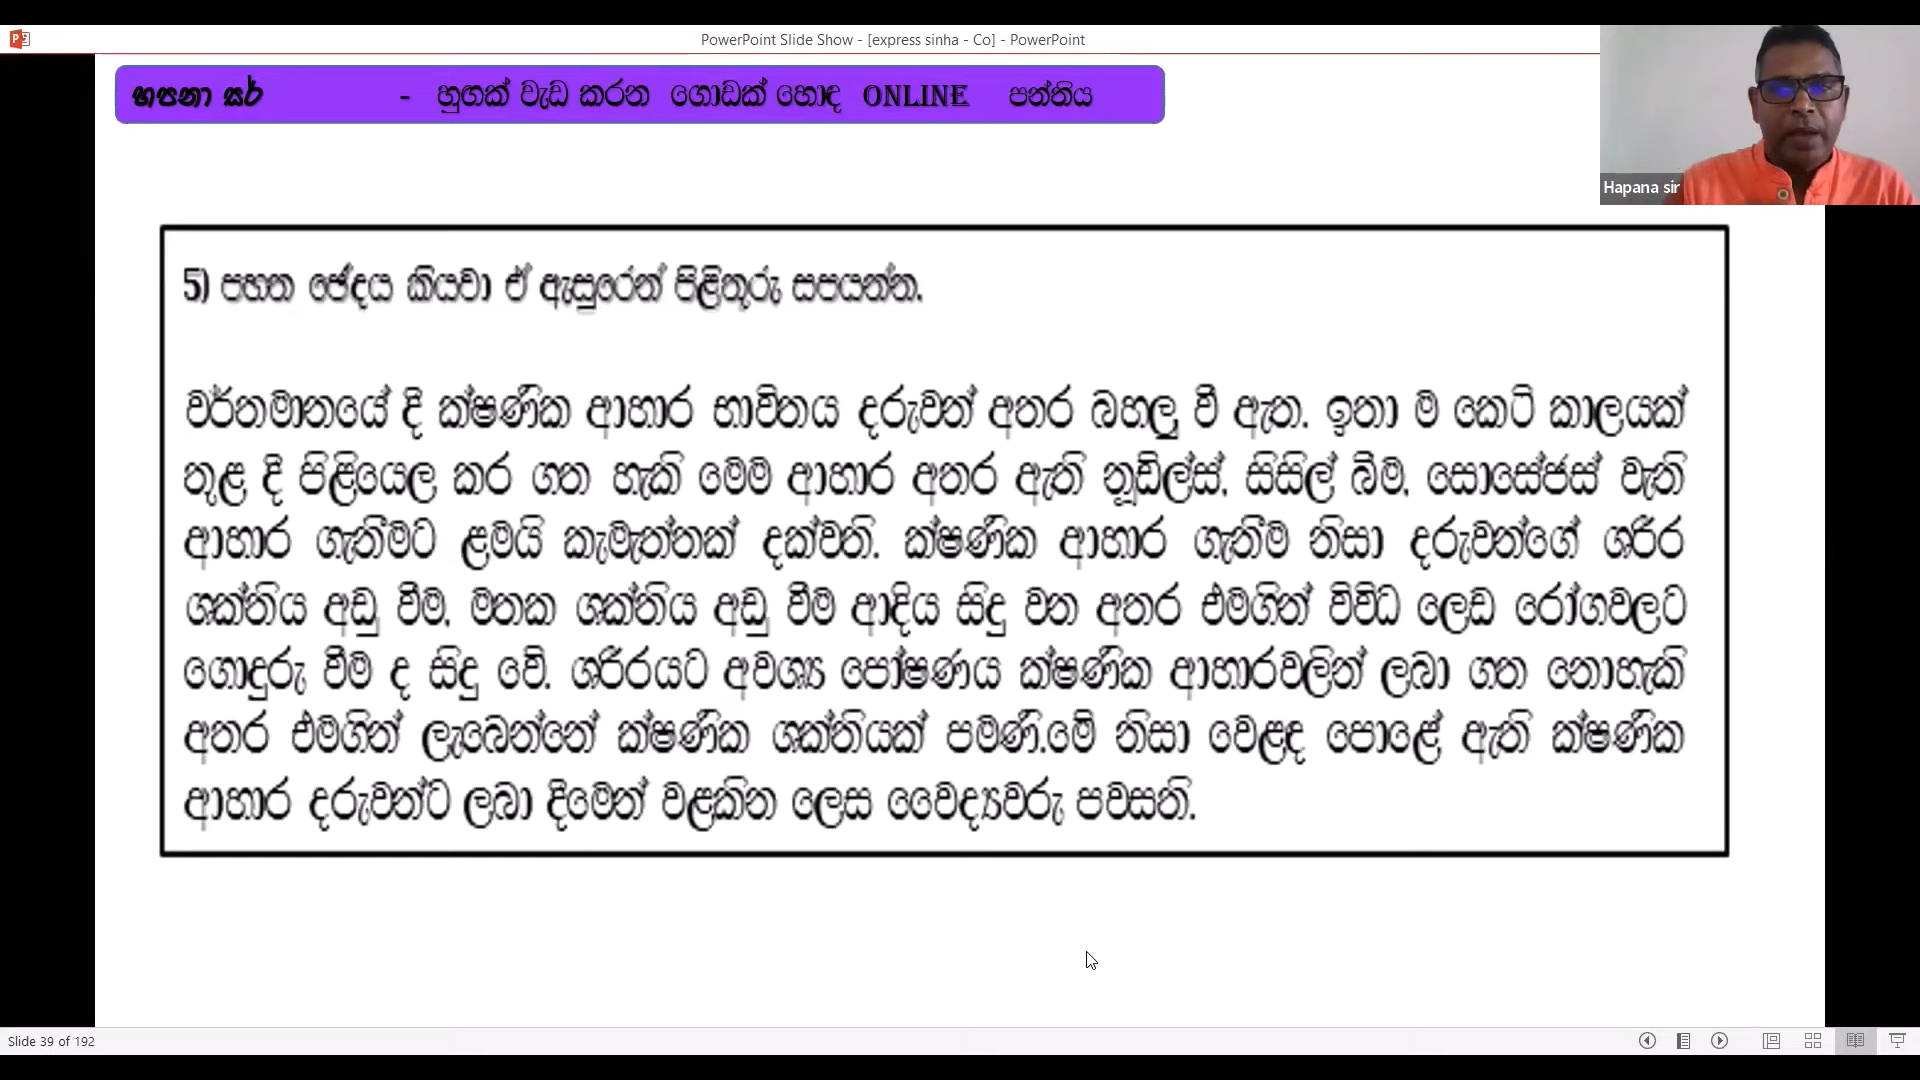 PowerPoint Slide Show - [express sinha - Co] - PowerPoint
හපනා සර් - හුඟක් වැඩ කරන ගොඩක් හොඳ ONLINE පන්තිය
Hapana sir
5) පහත ඡේදය කියවා ඒ ඇසුරෙන් පිළිතුරු සපයන්න.
වර්තමානයේ දි ක්ෂණික ආහාර භාවිතය දරුවන් අතර බහලු වී ඇත. ඉතා ම කෙටි කාලයක්
තුළ දී පිළියෙල කර ගත හැකි මෙම ආහාර අතර ඇති නූඩ්ල්ස්, සිසිල් බීම, සොසේජස් වැනි
ආහාර ගැනීමට ළමයි කැමැත්තක් දක්වති. ක්ෂණික ආහාර ගැනීම නිසා දරුවන්ගේ ශරීර
ශක්තිය අඩු වීම, මතක ශක්තිය අඩු වීම ආදිය සිදු වන අතර එමගින් විවිධ ලෙඩ රෝගවලට
ගොදුරු වීම ද සිදු වේ. ශරීරයට අවශ්‍ය පෝෂණය ක්ෂණික ආහාරවලින් ලබා ගත නොහැකි
අතර එමගින් ලැබෙන්නේ ක්ෂණික ශක්තියක් පමණි.මේ නිසා වෙළඳ පොළේ ඇති ක්ෂණික
ආහාර දරුවන්ට ලබා දීමෙන් වළකින ලෙස වෛද්‍යවරු පවසති.
Slide 39 of 192